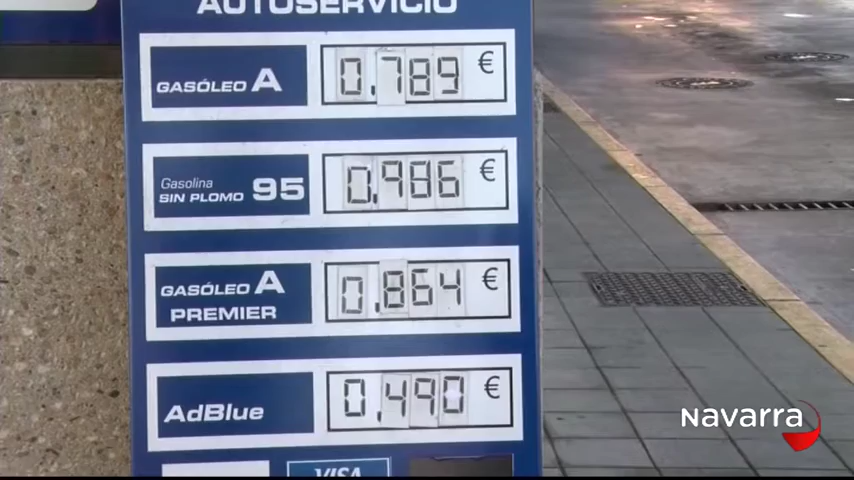 AUTOSERVICIO
GASÓLEO A 0.789 €
Gasolina
SIN PLOMO 95 0.986 €
GASÓLEO A
PREMIER 0.864 €
AdBlue 0.490 €
VISA
navarra